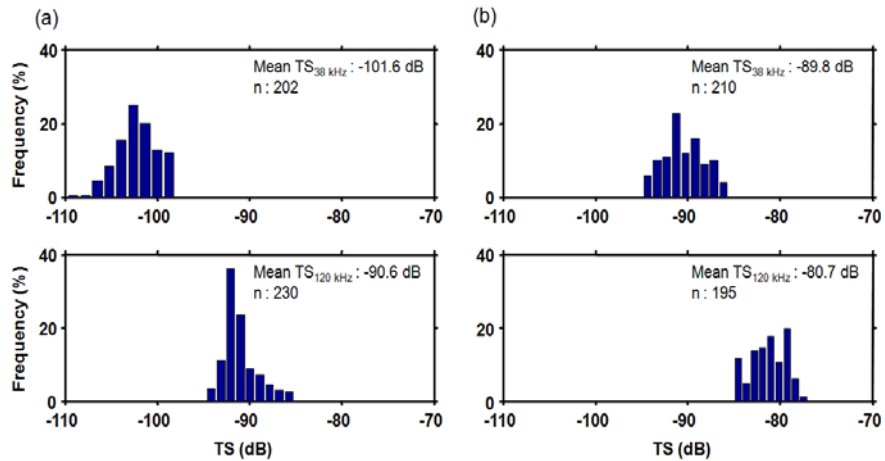 (a)
(b)
Frequency (%)
40
20
0
Mean TS38 kHz : -101.6 dB
n : 202
-110 -100 -90 -80 -70
40
20
0
Mean TS38 kHz : -89.8 dB
n : 210
-110 -100 -90 -80 -70
Frequency (%)
40
20
0
Mean TS120 kHz : -90.6 dB
n : 230
-110 -100 -90 -80 -70
TS (dB)
40
20
0
Mean TS120 kHz : -80.7 dB
n : 195
-110 -100 -90 -80 -70
TS (dB)